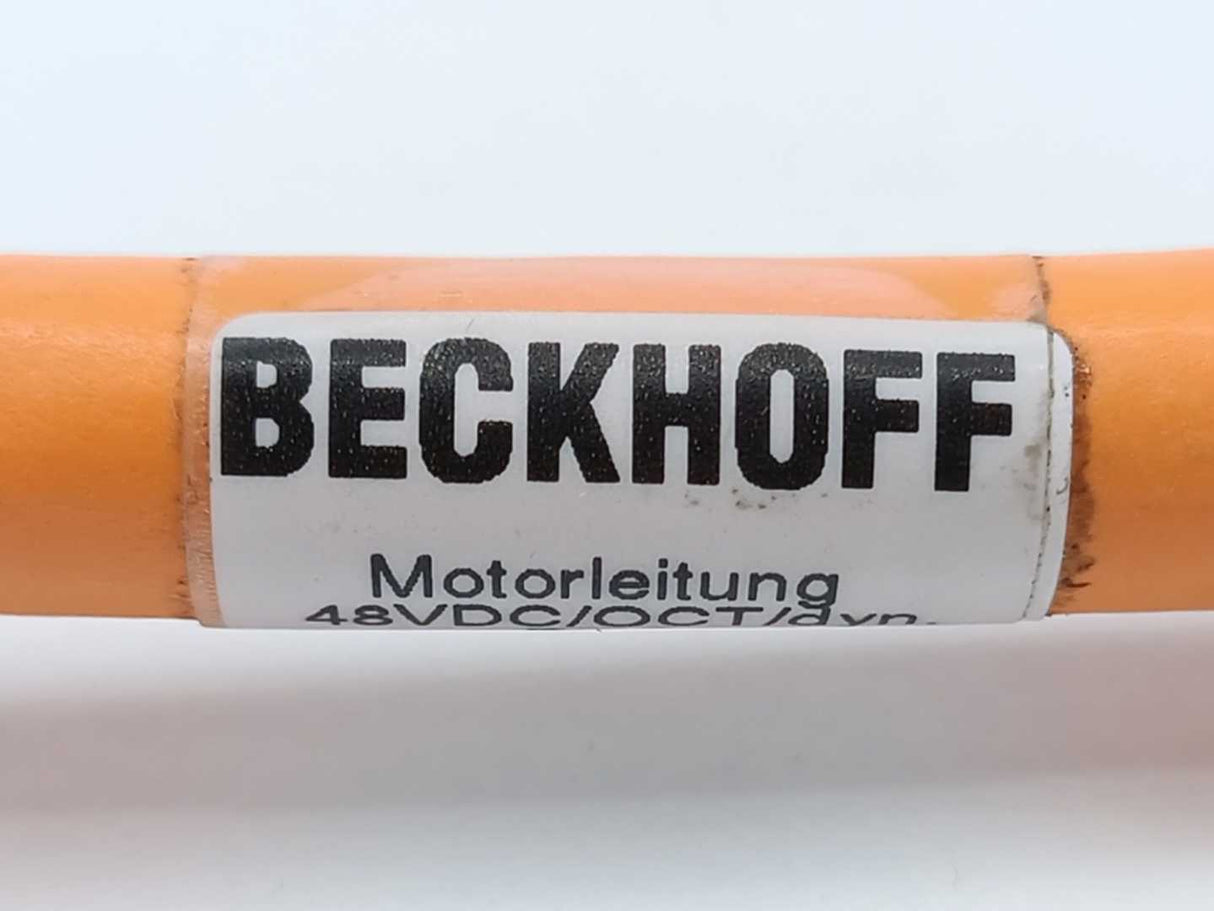 BECKHOFF
Motorleitung
48VDC/OCT/dyn.